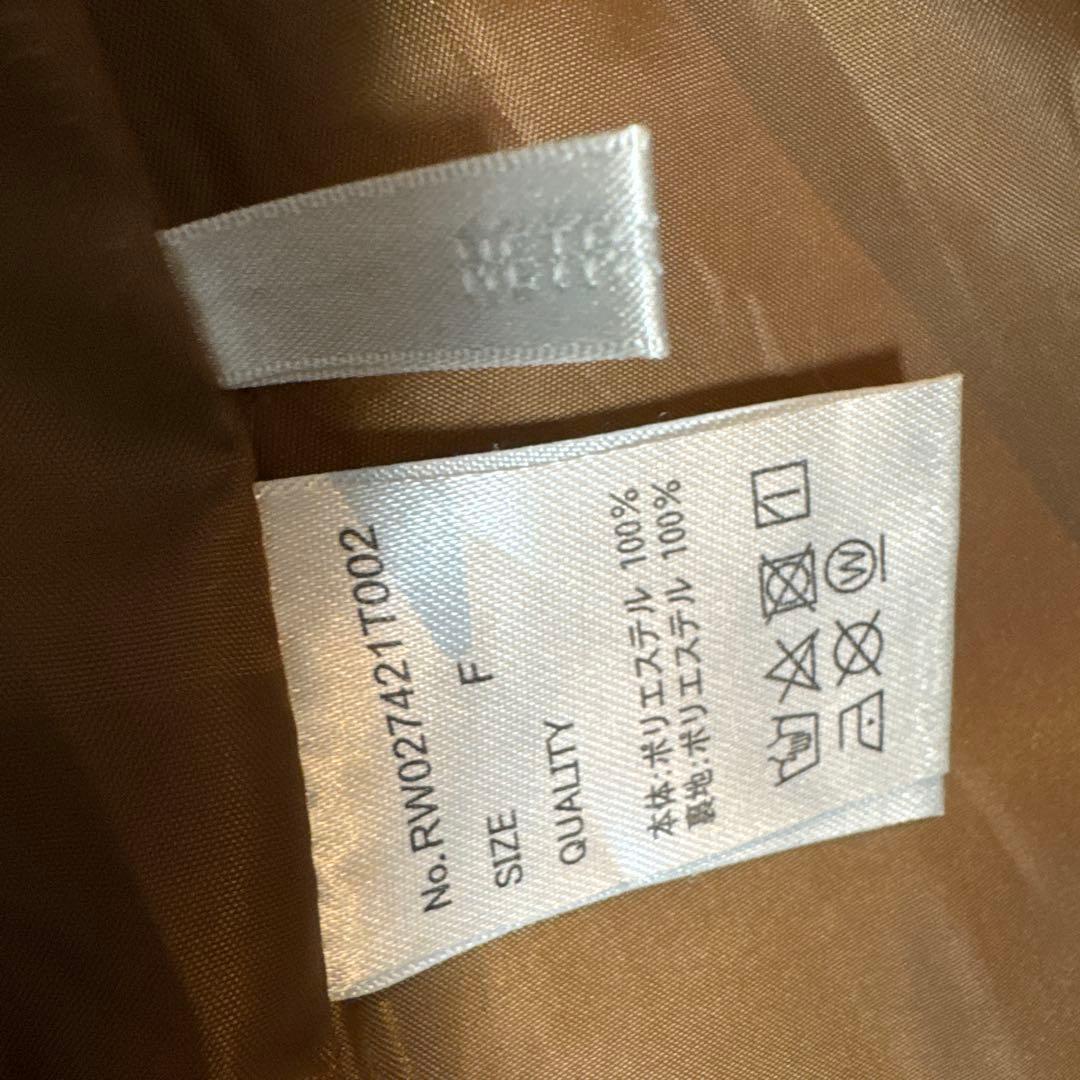 No.RW027421T002
SIZE F
QUALITY
本体:ポリエステル 100%
裏地:ポリエステル 100%
W